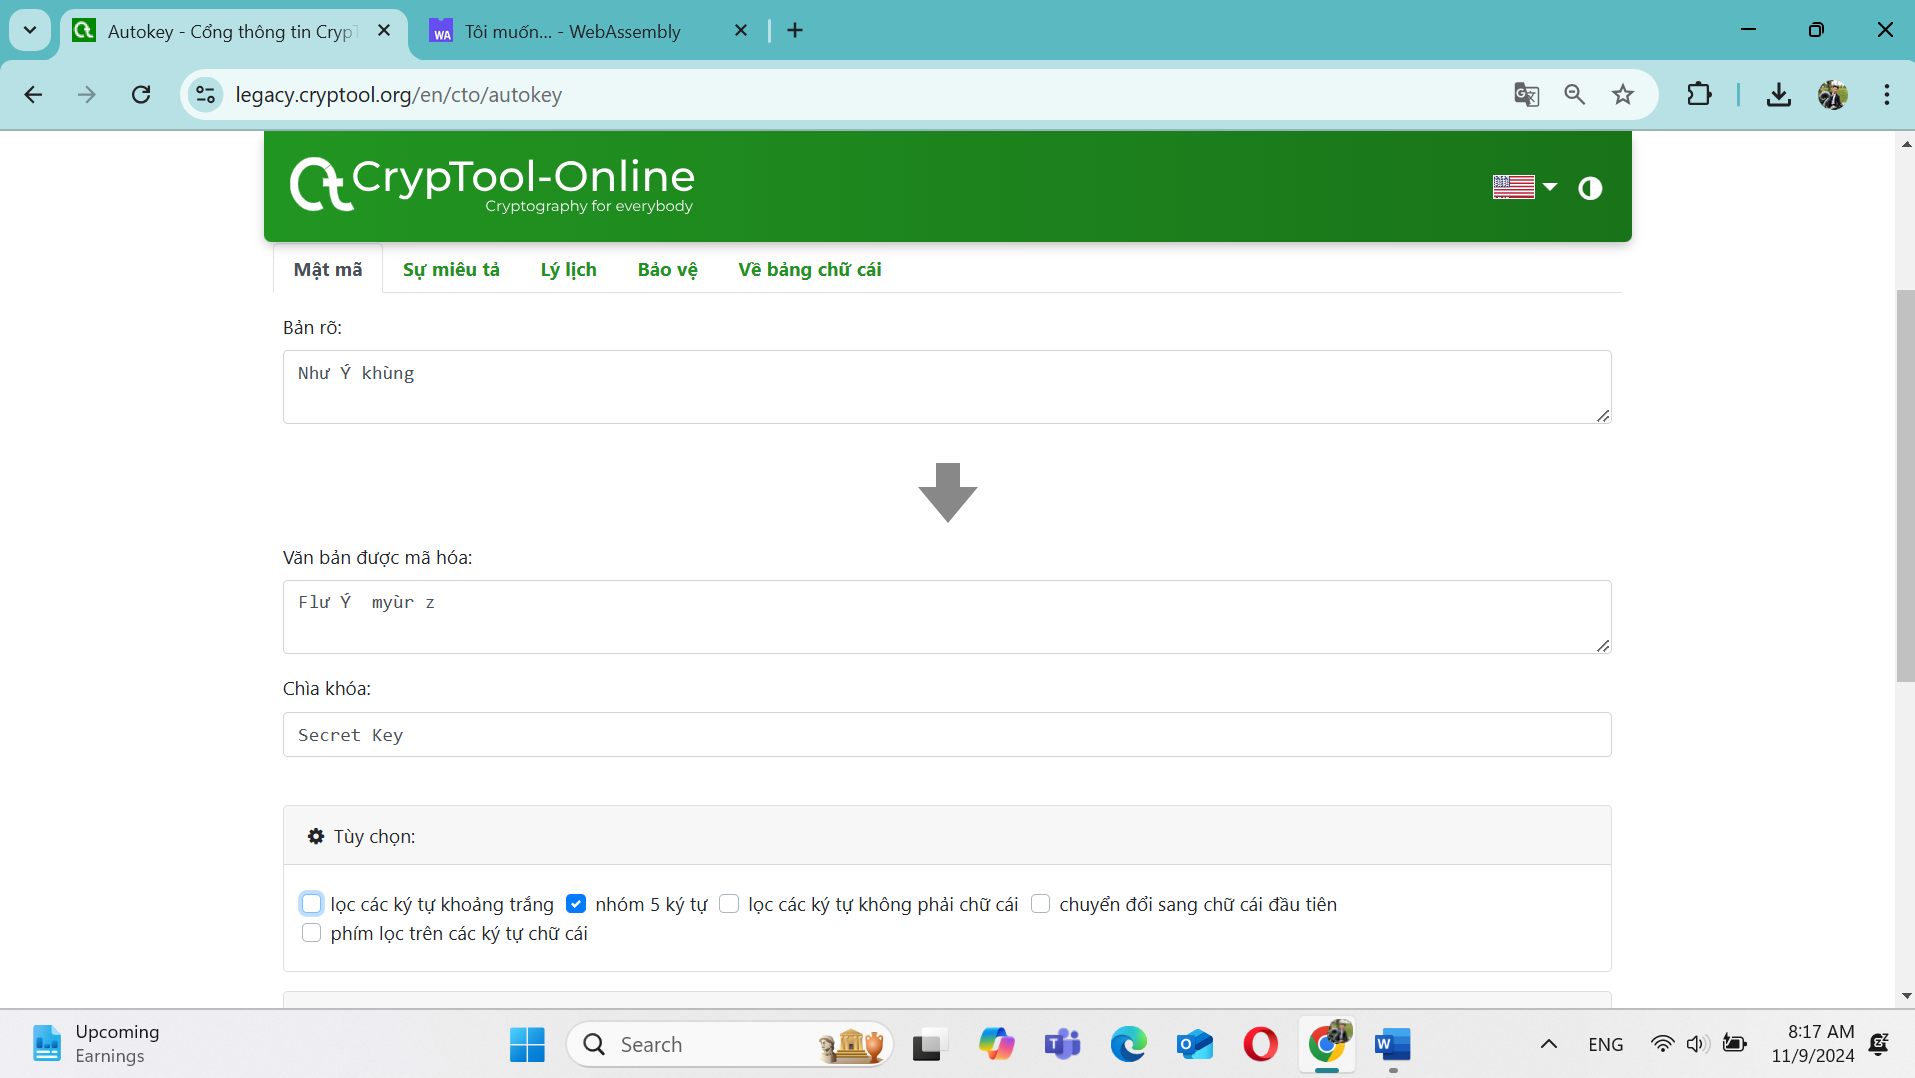 Autokey - Cổng thông tin CrypT
Tôi muốn... - WebAssembly
legacy.cryptool.org/en/cto/autokey
CrypTool-Online
Cryptography for everybody
Mật mã
Sự miêu tả
Lý lịch
Bảo vệ
Về bảng chữ cái
Bản rõ:
Như Ý khùng
Văn bản được mã hóa:
Flư Ý  myùr z
Chìa khóa:
Secret Key
Tùy chọn:
lọc các ký tự khoảng trắng
nhóm 5 ký tự
lọc các ký tự không phải chữ cái
chuyển đổi sang chữ cái đầu tiên
phím lọc trên các ký tự chữ cái
Upcoming
Earnings
Search
ENG
8:17 AM
11/9/2024